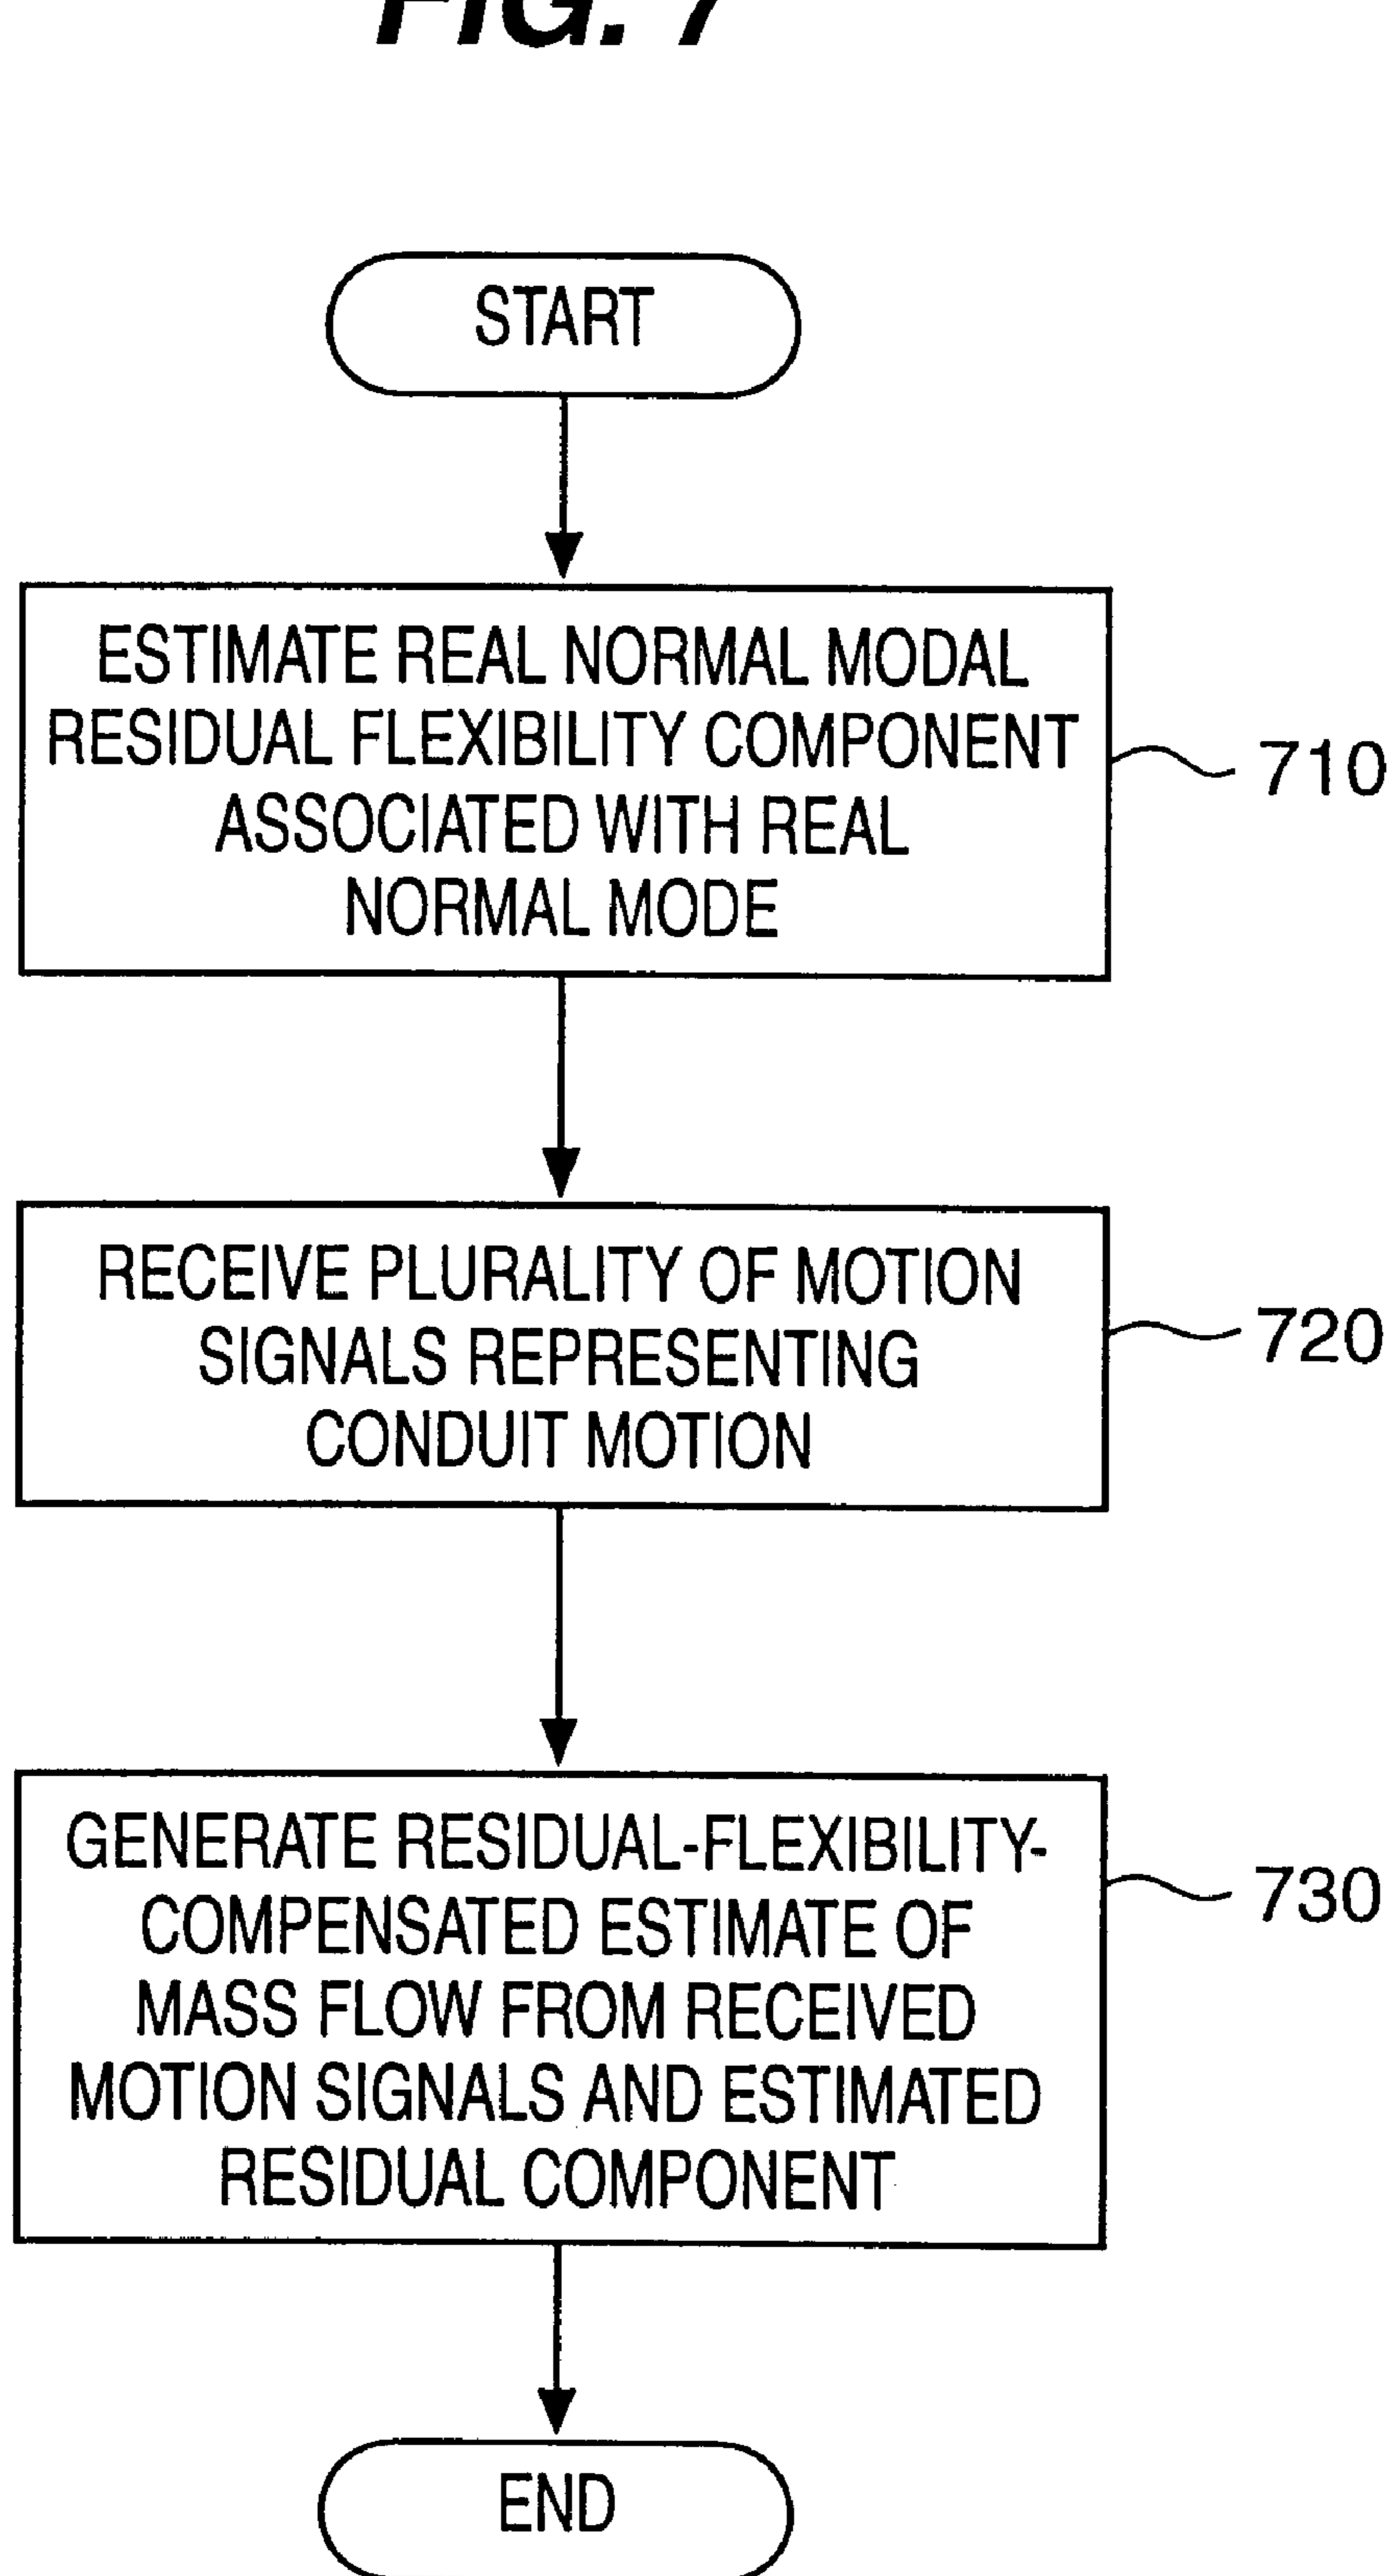 FIG. 7
START
ESTIMATE REAL NORMAL MODAL
RESIDUAL FLEXIBILITY COMPONENT
ASSOCIATED WITH REAL
NORMAL MODE
710
RECEIVE PLURALITY OF MOTION
SIGNALS REPRESENTING
CONDUIT MOTION
720
GENERATE RESIDUAL-FLEXIBILITY-
COMPENSATED ESTIMATE OF
MASS FLOW FROM RECEIVED
MOTION SIGNALS AND ESTIMATED
RESIDUAL COMPONENT
730
END